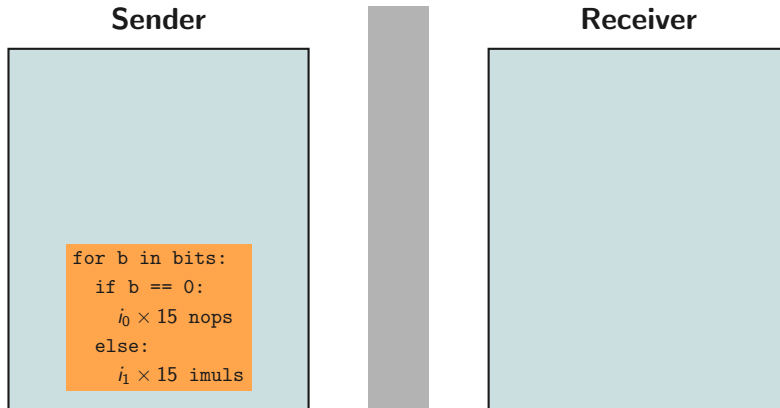 Sender
Receiver
for b in bits:
if b == 0:
i₀ × 15 nops
else:
i₁ × 15 imuls